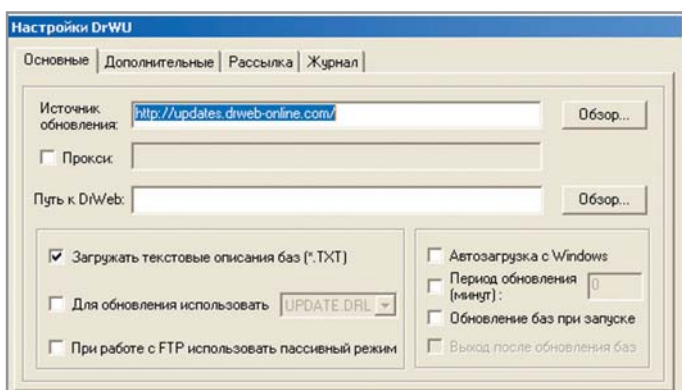 Настройки DrWU
Основные Дополнительные Рассылка Журнал
Источник
обновления: http://updates.drweb-online.com/ Обзор...
Прокси:
Путь к DrWeb: Обзор...
Загружать текстовые описания баз (*.TXT)
Для обновления использовать UPDATE.DRL
При работе с FTP использовать пассивный режим
Автозагрузка с Windows
Период обновления
(минут) : 0
Обновление баз при запуске
Выход после обновления баз